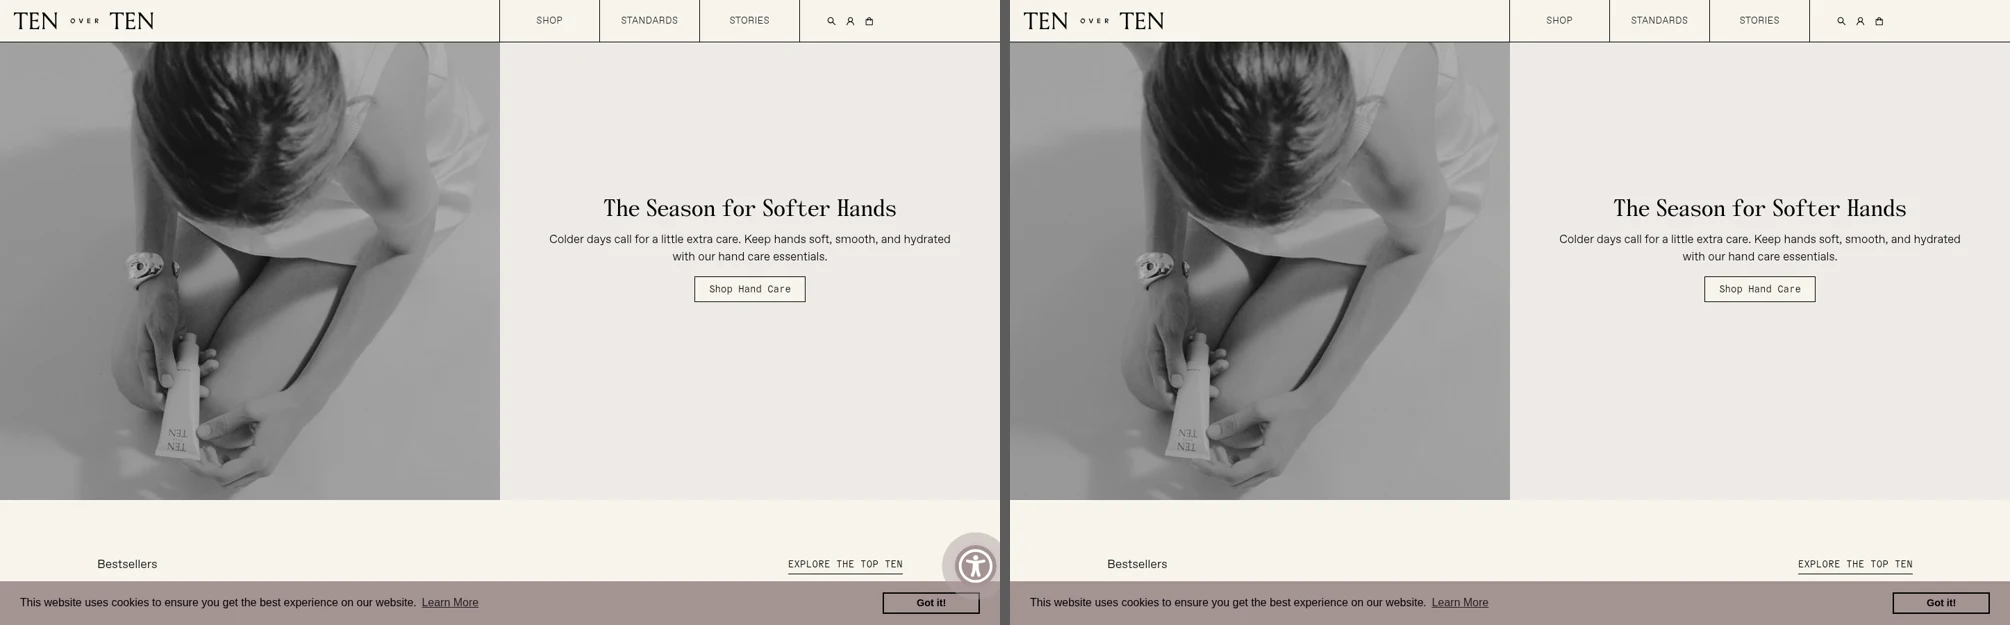 TEN OVER TEN
SHOP
STANDARDS
STORIES
The Season for Softer Hands
Colder days call for a little extra care. Keep hands soft, smooth, and hydrated
with our hand care essentials.
Shop Hand Care
TEN
TEN
Bestsellers
EXPLORE THE TOP TEN
This website uses cookies to ensure you get the best experience on our website. Learn More
Got it!
TEN OVER TEN
SHOP
STANDARDS
STORIES
The Season for Softer Hands
Colder days call for a little extra care. Keep hands soft, smooth, and hydrated
with our hand care essentials.
Shop Hand Care
TEN
TEN
Bestsellers
EXPLORE THE TOP TEN
This website uses cookies to ensure you get the best experience on our website. Learn More
Got it!